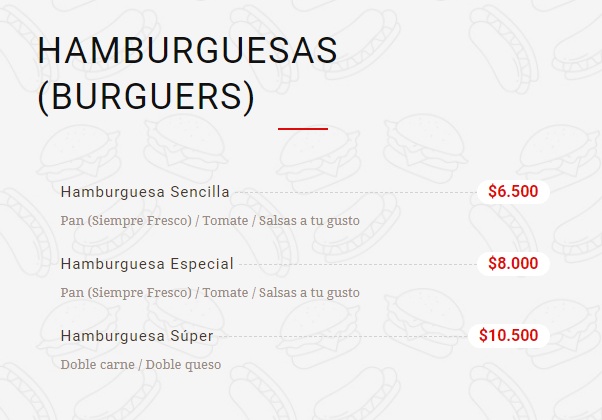 HAMBURGUESAS
(BURGUERS)
Hamburguesa Sencilla $6.500
Pan (Siempre Fresco) / Tomate / Salsas a tu gusto
Hamburguesa Especial $8.000
Pan (Siempre Fresco) / Tomate / Salsas a tu gusto
Hamburguesa Súper $10.500
Doble carne / Doble queso